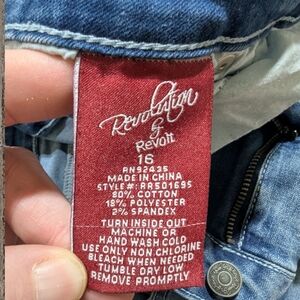 Revolution
by
Revolt
16
RN92435
MADE IN CHINA
STYLE#: RRS01695
80% COTTON
18% POLYESTER
2% SPANDEX
TURN INSIDE OUT
MACHINE OR
HAND WASH COLD
USE ONLY NON CHLORINE
BLEACH WHEN NEEDED
TUMBLE DRY LOW
REMOVE PROMPTLY